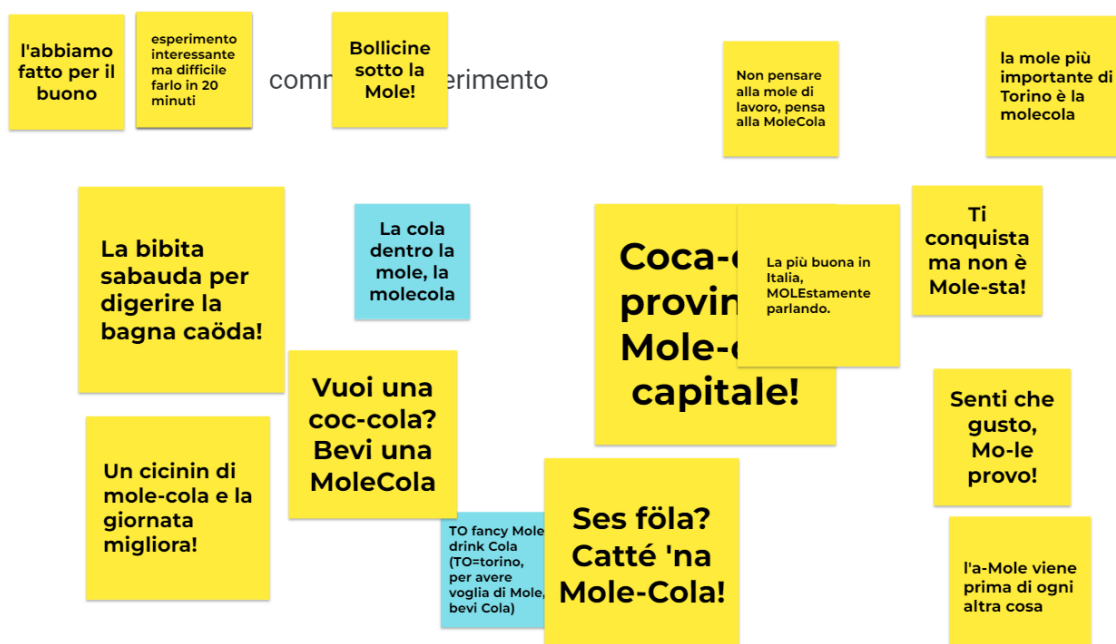 l'abbiamo
fatto per il
buono
esperimento
interessante
ma difficile
farlo in 20
minuti
Bollicine
sotto la
Mole!
Non pensare
alla mole di
lavoro, pensa
alla MoleCola
la mole più
importante di
Torino è la
molecola
La bibita
sabauda per
digerire la
bagna caöda!
La cola
dentro la
mole, la
molecola
Mole-
capitale!
La più buona in
Italia,
MOLEstamente
parlando.
Ti
conquista
ma non è
Mole-sta!
Vuoi una
coc-cola?
Bevi una
MoleCola
Senti che
gusto,
Mo-le
provo!
Un cicinin di
mole-cola e la
giornata
migliora!
TO fancy Mole
drink Cola
(TO=torino,
per avere
voglia di Mole,
bevi Cola)
Ses föla?
Catté 'na
Mole-Cola!
l'a-Mole viene
prima di ogni
altra cosa